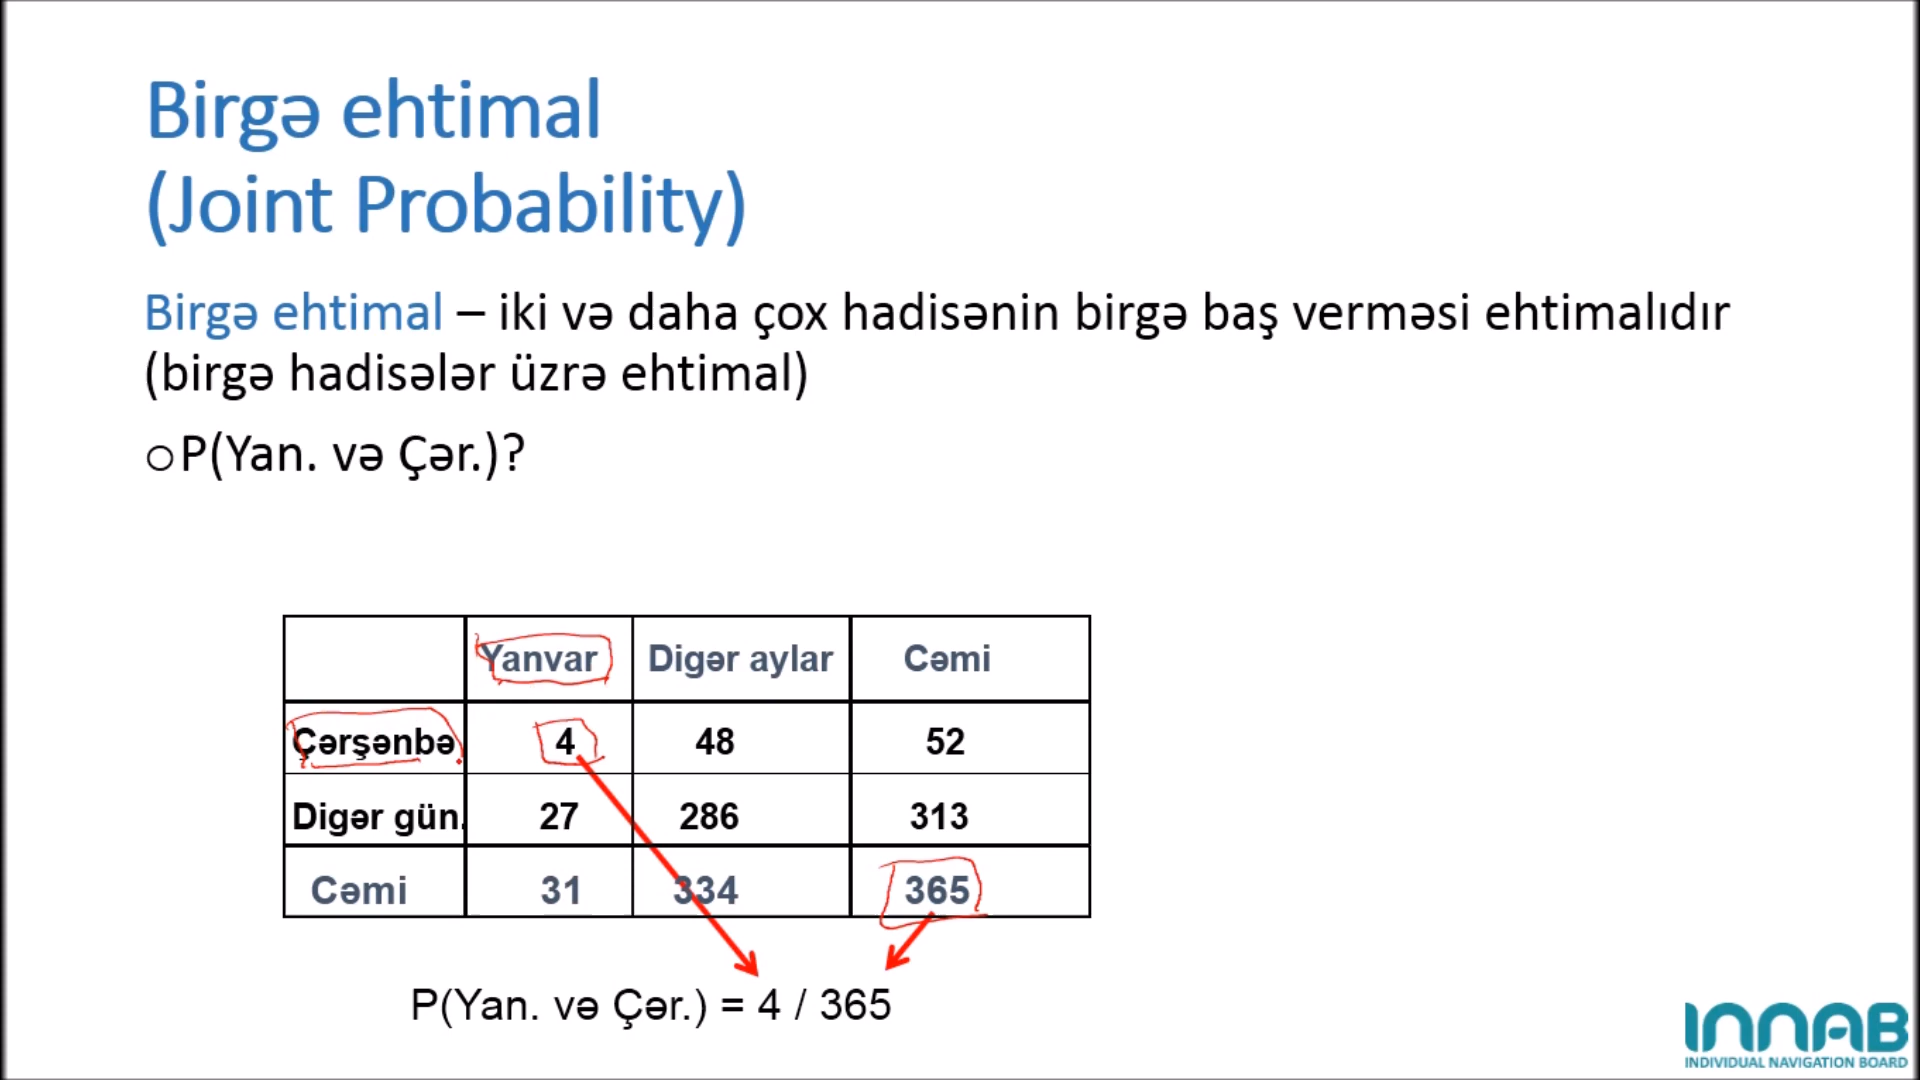 Birgə ehtimal
(Joint Probability)
Birgə ehtimal – iki və daha çox hadisənin birgə baş verməsi ehtimalıdır
(birgə hadisələr üzrə ehtimal)
○P(Yan. və Çər.)?
Yanvar Digər aylar Cəmi
Çərşənbə 4 48 52
Digər gün. 27 286 313
Cəmi 31 334 365
P(Yan. və Çər.) = 4 / 365
INNAB
INDIVIDUAL NAVIGATION BOARD